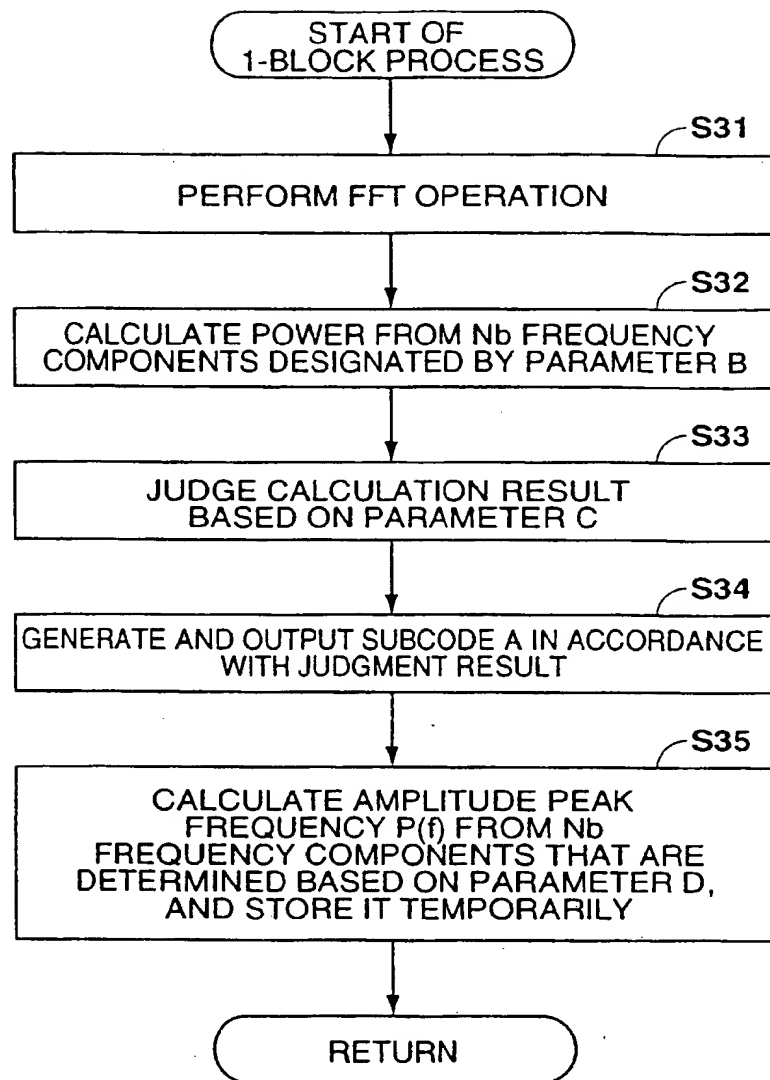 START OF
1-BLOCK PROCESS
S31
PERFORM FFT OPERATION
S32
CALCULATE POWER FROM Nb FREQUENCY
COMPONENTS DESIGNATED BY PARAMETER B
S33
JUDGE CALCULATION RESULT
BASED ON PARAMETER C
S34
GENERATE AND OUTPUT SUBCODE A IN ACCORDANCE
WITH JUDGMENT RESULT
S35
CALCULATE AMPLITUDE PEAK
FREQUENCY P(f) FROM Nb
FREQUENCY COMPONENTS THAT ARE
DETERMINED BASED ON PARAMETER D,
AND STORE IT TEMPORARILY
RETURN